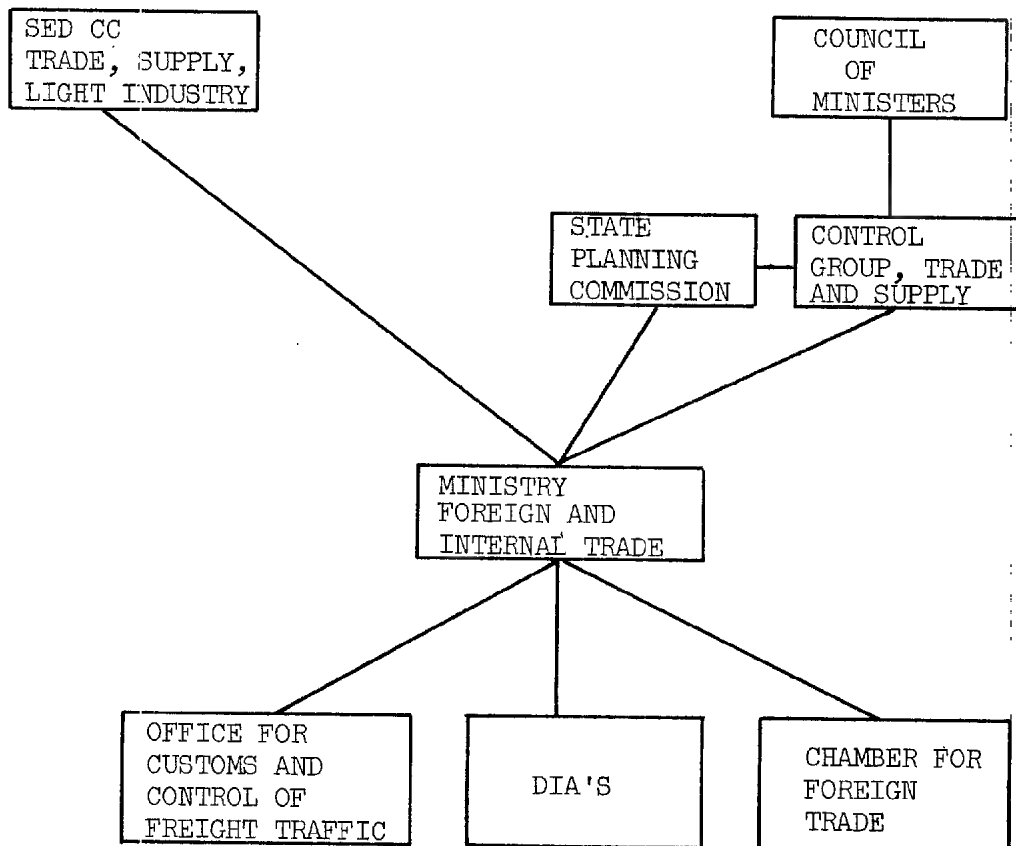 SED CC
TRADE, SUPPLY,
LIGHT INDUSTRY
COUNCIL
OF
MINISTERS
STATE
PLANNING
COMMISSION
CONTROL
GROUP, TRADE
AND SUPPLY
MINISTRY
FOREIGN AND
INTERNAL TRADE
OFFICE FOR
CUSTOMS AND
CONTROL OF
FREIGHT TRAFFIC
DIA'S
CHAMBER FOR
FOREIGN
TRADE